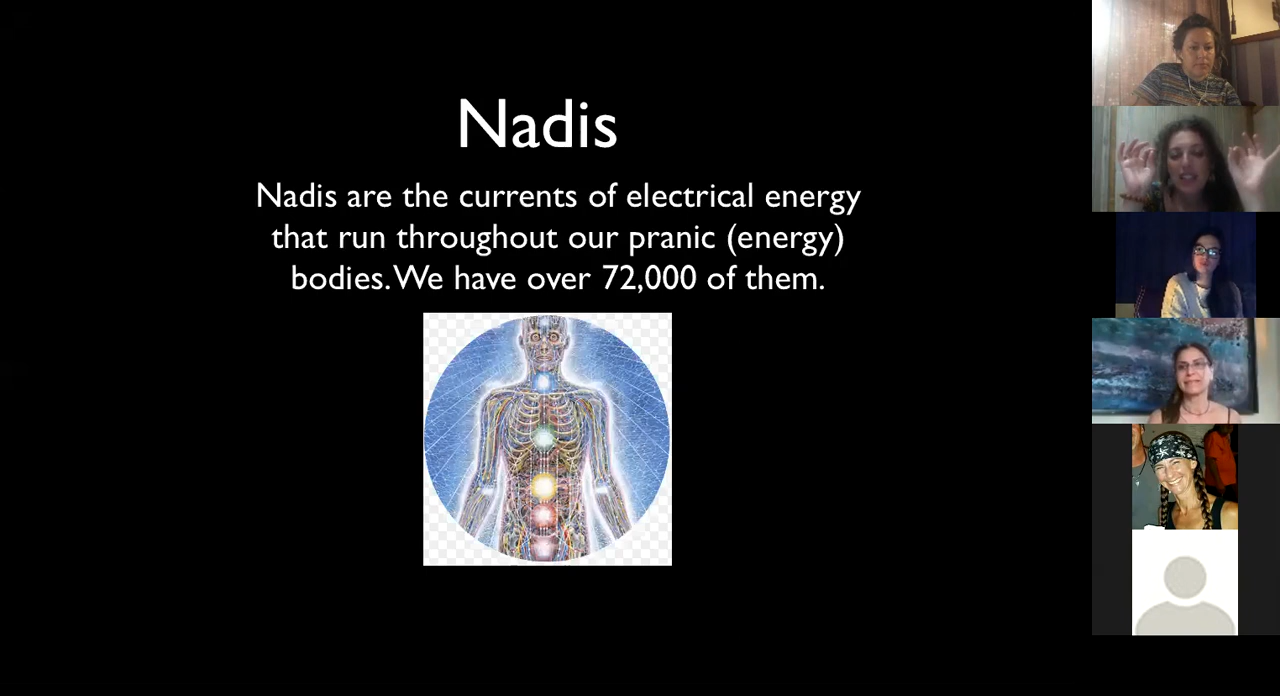 Nadis
Nadis are the currents of electrical energy
that run throughout our pranic (energy)
bodies. We have over 72,000 of them.